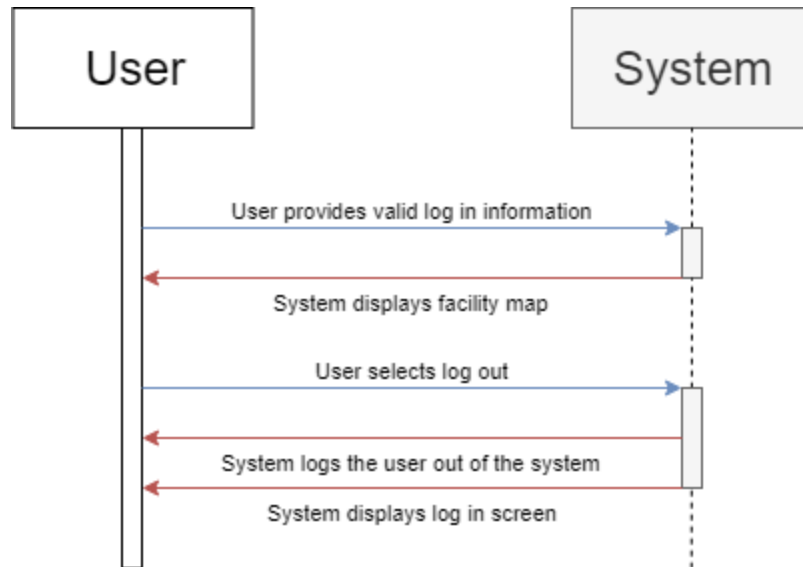 User
System
User provides valid log in information
System displays facility map
User selects log out
System logs the user out of the system
System displays log in screen